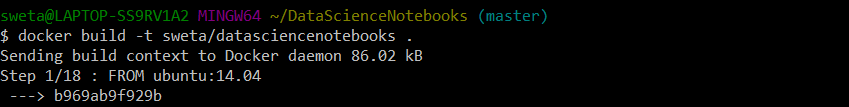 sweta@LAPTOP-SS9RV1A2 MINGW64 ~/DataScienceNotebooks (master)
$ docker build -t sweta/datasciencenotebooks .
Sending build context to Docker daemon 86.02 kB
Step 1/18 : FROM ubuntu:14.04
 ---> b969ab9f929b